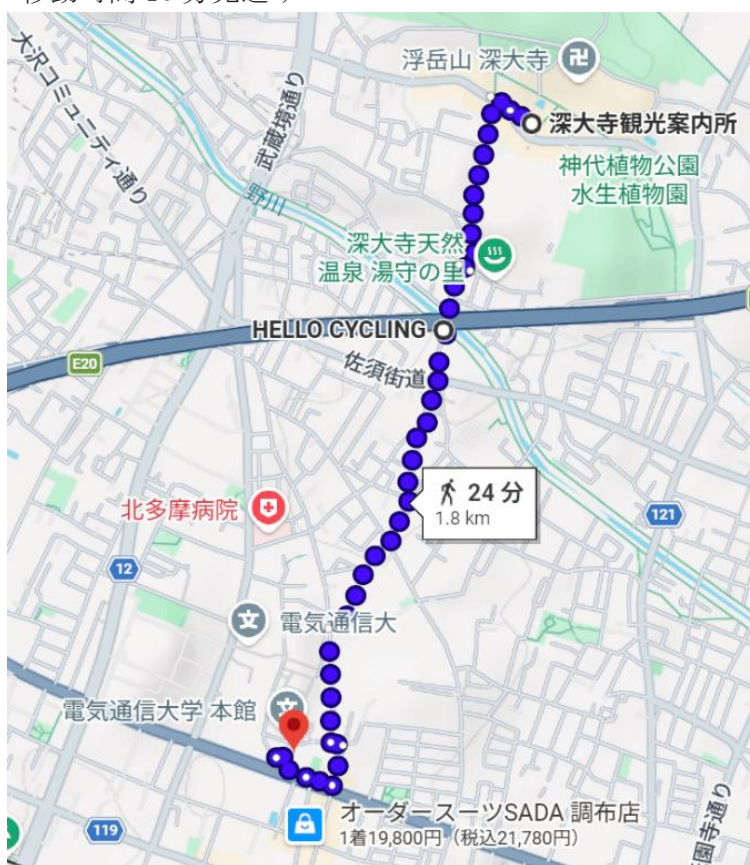 浮岳山 深大寺
大沢コミュニティ通り
武蔵境通り
深大寺観光案内所
神代植物公園
水生植物園
野川
深大寺天然
温泉 湯守の里
HELLO CYCLING
E20
佐須街道
24 分
1.8 km
北多摩病院
121
12
電気通信大
電気通信大学 本館
オーダースーツSADA 調布店
1着19,800円（税込21,780円）
119